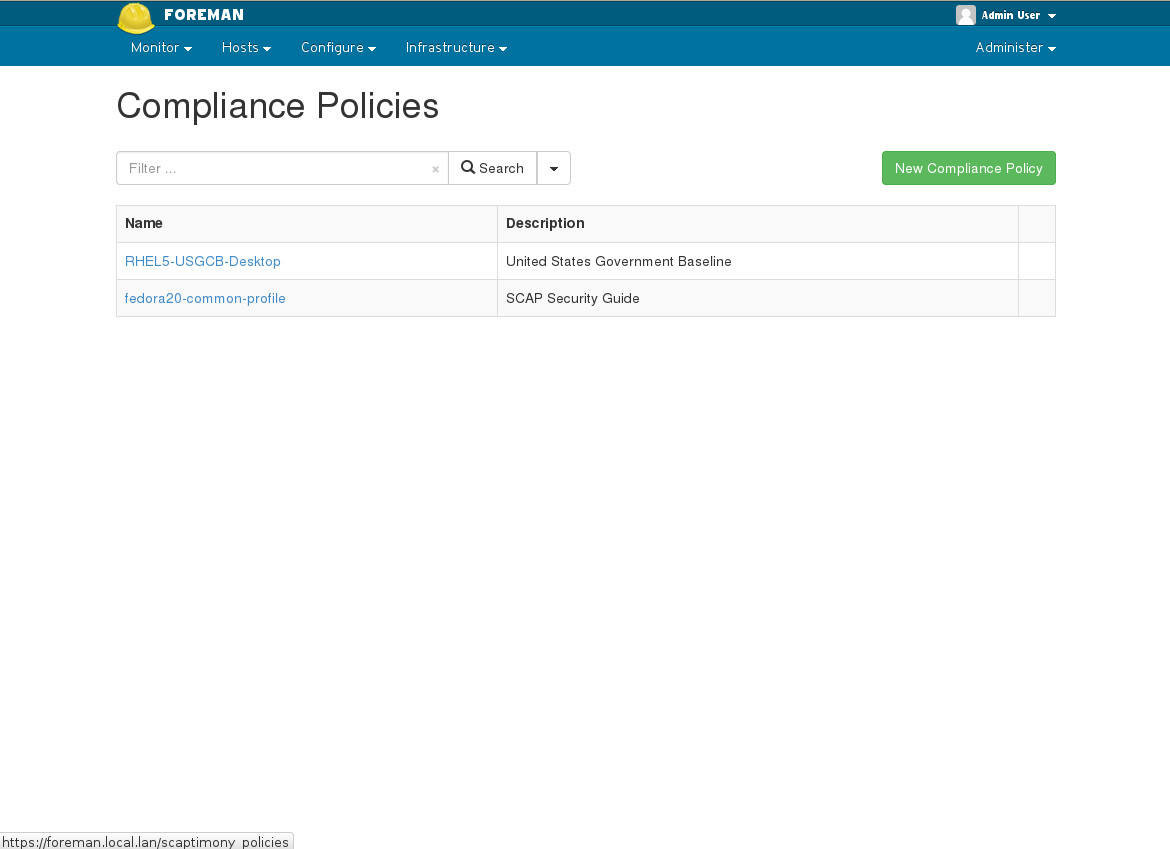 FOREMAN
Admin User
Monitor Hosts Configure Infrastructure Administer
Compliance Policies
Filter ... × Search New Compliance Policy
Name Description
RHEL5-USGCB-Desktop United States Government Baseline
fedora20-common-profile SCAP Security Guide
https://foreman.local.lan/scaptimony_policies